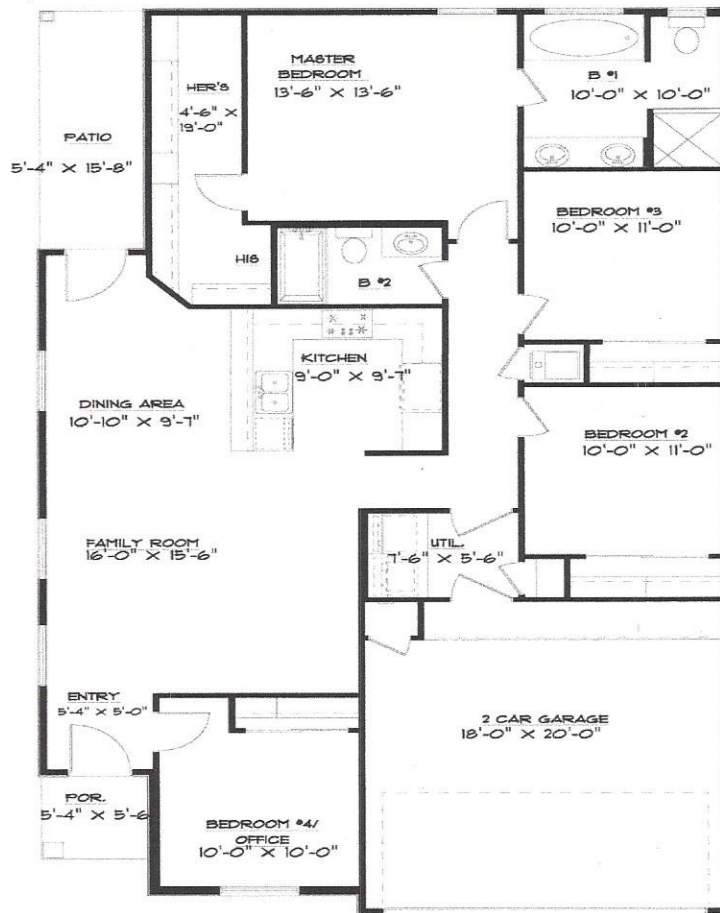 MASTER
BEDROOM
13'-6" X 13'-6"
HER'S
4'-6" X
19'-0"
B #1
10'-0" X 10'-0"
PATIO
5'-4" X 15'-8"
BEDROOM #3
10'-0" X 11'-0"
HIS
B #2
KITCHEN
9'-0" X 9'-7"
DINING AREA
10'-10" X 9'-7"
BEDROOM #2
10'-0" X 11'-0"
FAMILY ROOM
16'-0" X 15'-6"
UTIL.
7'-6" X 5'-6"
ENTRY
5'-4" X 5'-0"
2 CAR GARAGE
18'-0" X 20'-0"
POR.
5'-4" X 5'-6
BEDROOM #4/
OFFICE
10'-0" X 10'-0"